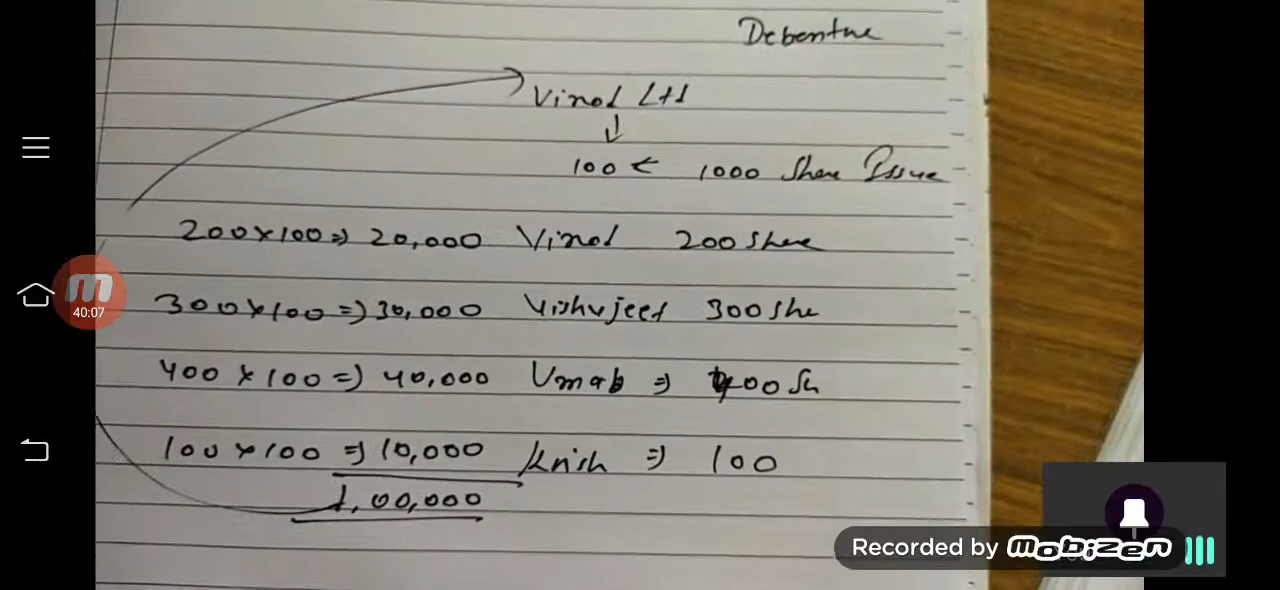 Debenture
Vinod Ltd
100 ← 1000 Share Issue
200×100 ⇒ 20,000 Vinod 200 Share
300×100 ⇒ 30,000 Vishvjeet 300 Sha
400 × 100 ⇒ 40,000 ⇒ 400 Sh
100 × 100 ⇒ 10,000 Krish ⇒ 100
1,00,000
40:07
Recorded by mobizen